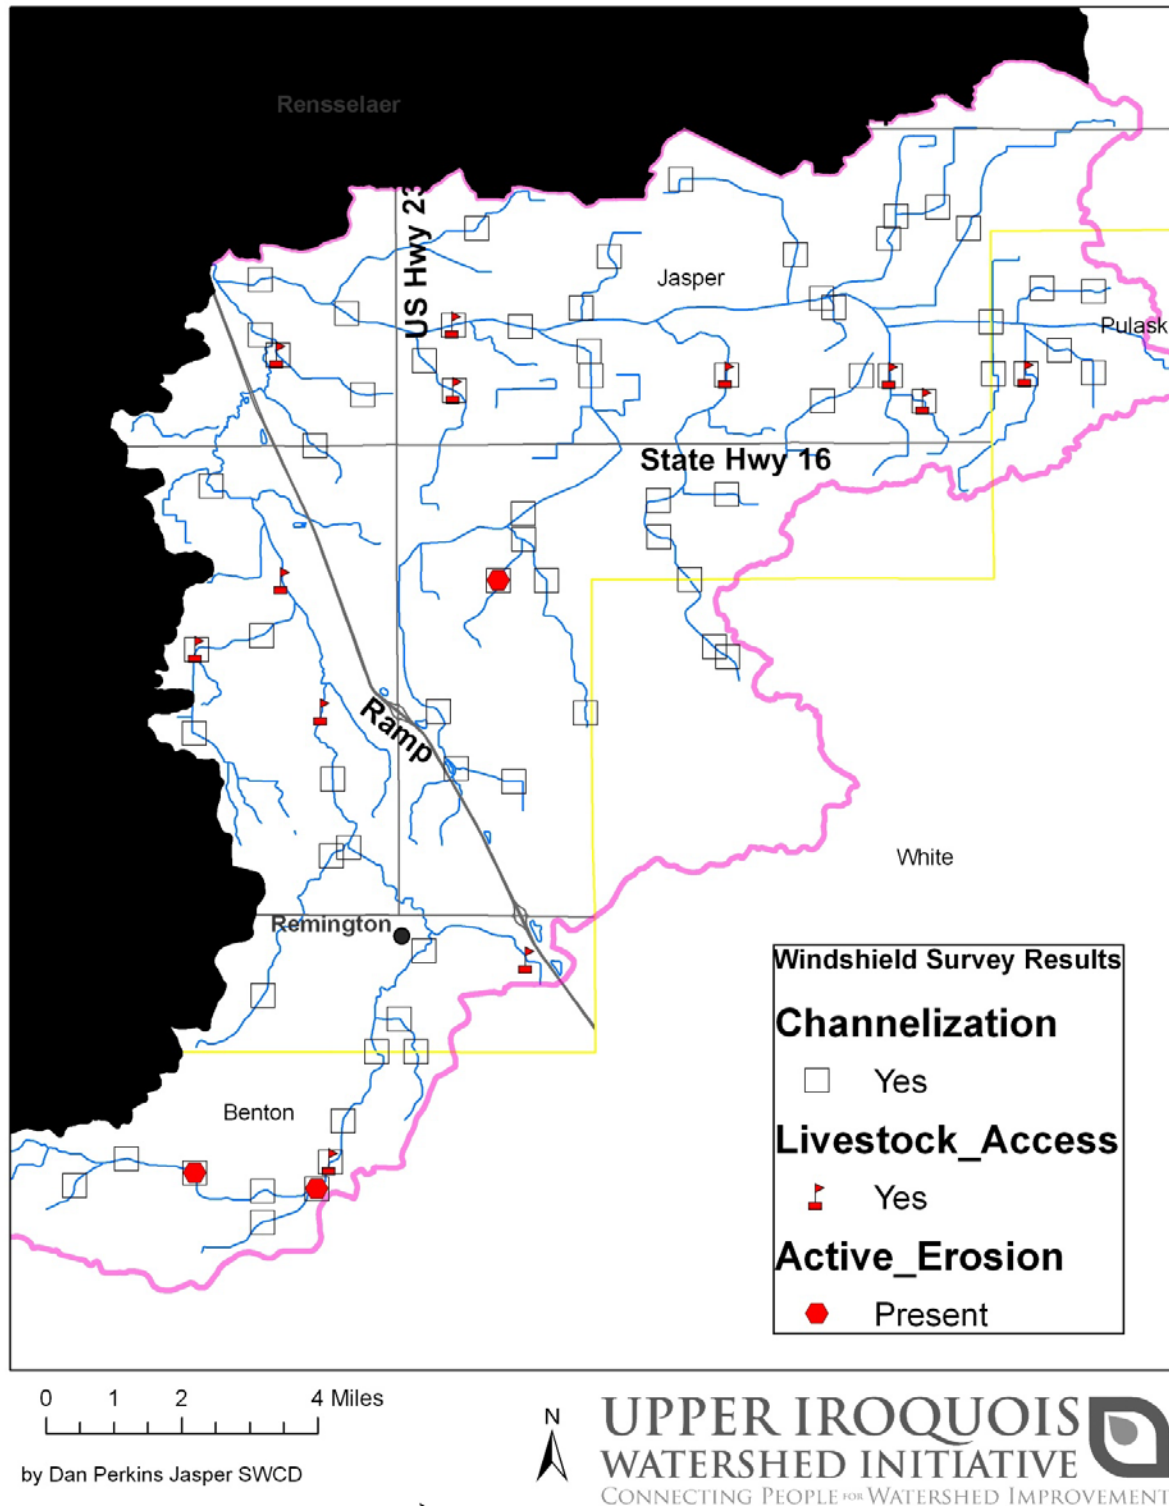 Rensselaer
US Hwy 23
Jasper
Pulask
State Hwy 16
Ramp
White
Remington
Benton
Windshield Survey Results
Channelization
Yes
Livestock_Access
Yes
Active_Erosion
Present
0 1 2 4 Miles
by Dan Perkins Jasper SWCD
N
UPPER IROQUOIS
WATERSHED INITIATIVE
CONNECTING PEOPLE FOR WATERSHED IMPROVEMENT